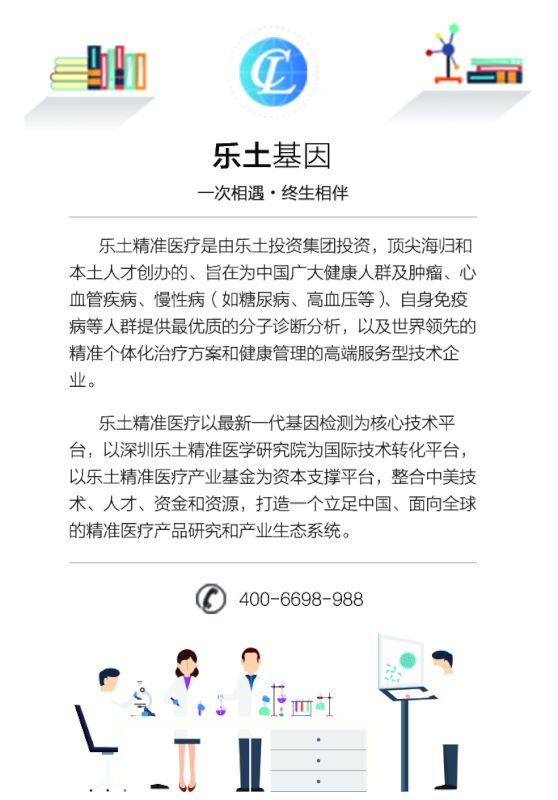 CL
乐土基因
一次相遇·终生相伴
乐土精准医疗是由乐土投资集团投资，顶尖海归和
本土人才创办的、旨在为中国广大健康人群及肿瘤、心
血管疾病、慢性病（如糖尿病、高血压等）、自身免疫
病等人群提供最优质的分子诊断分析，以及世界领先的
精准个体化治疗方案和健康管理的高端服务型技术企
业。
乐土精准医疗以最新一代基因检测为核心技术平
台，以深圳乐土精准医学研究院为国际技术转化平台，
以乐土精准医疗产业基金为资本支撑平台，整合中美技
术、人才、资金和资源，打造一个立足中国、面向全球
的精准医疗产品研究和产业生态系统。
400-6698-988